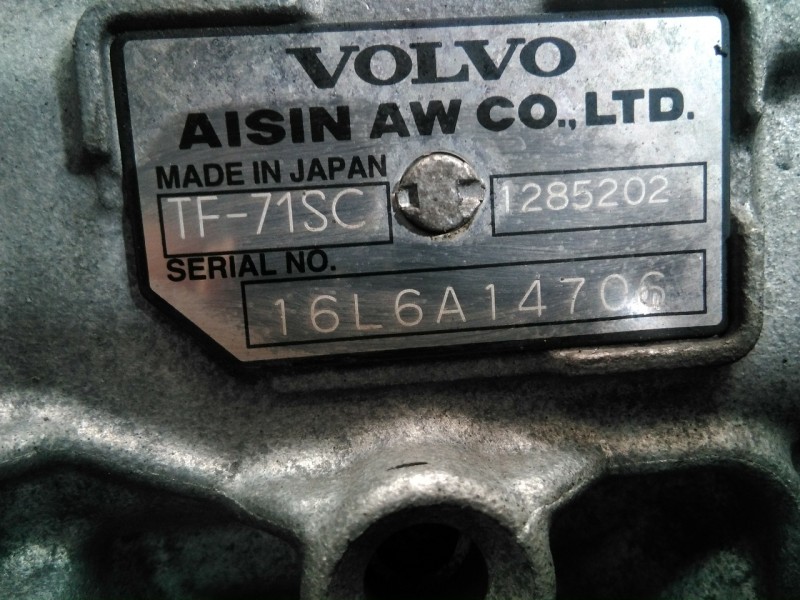 VOLVO
AISIN AW CO., LTD.
MADE IN JAPAN
TF-71SC 1285202
SERIAL NO.
16L6A14706